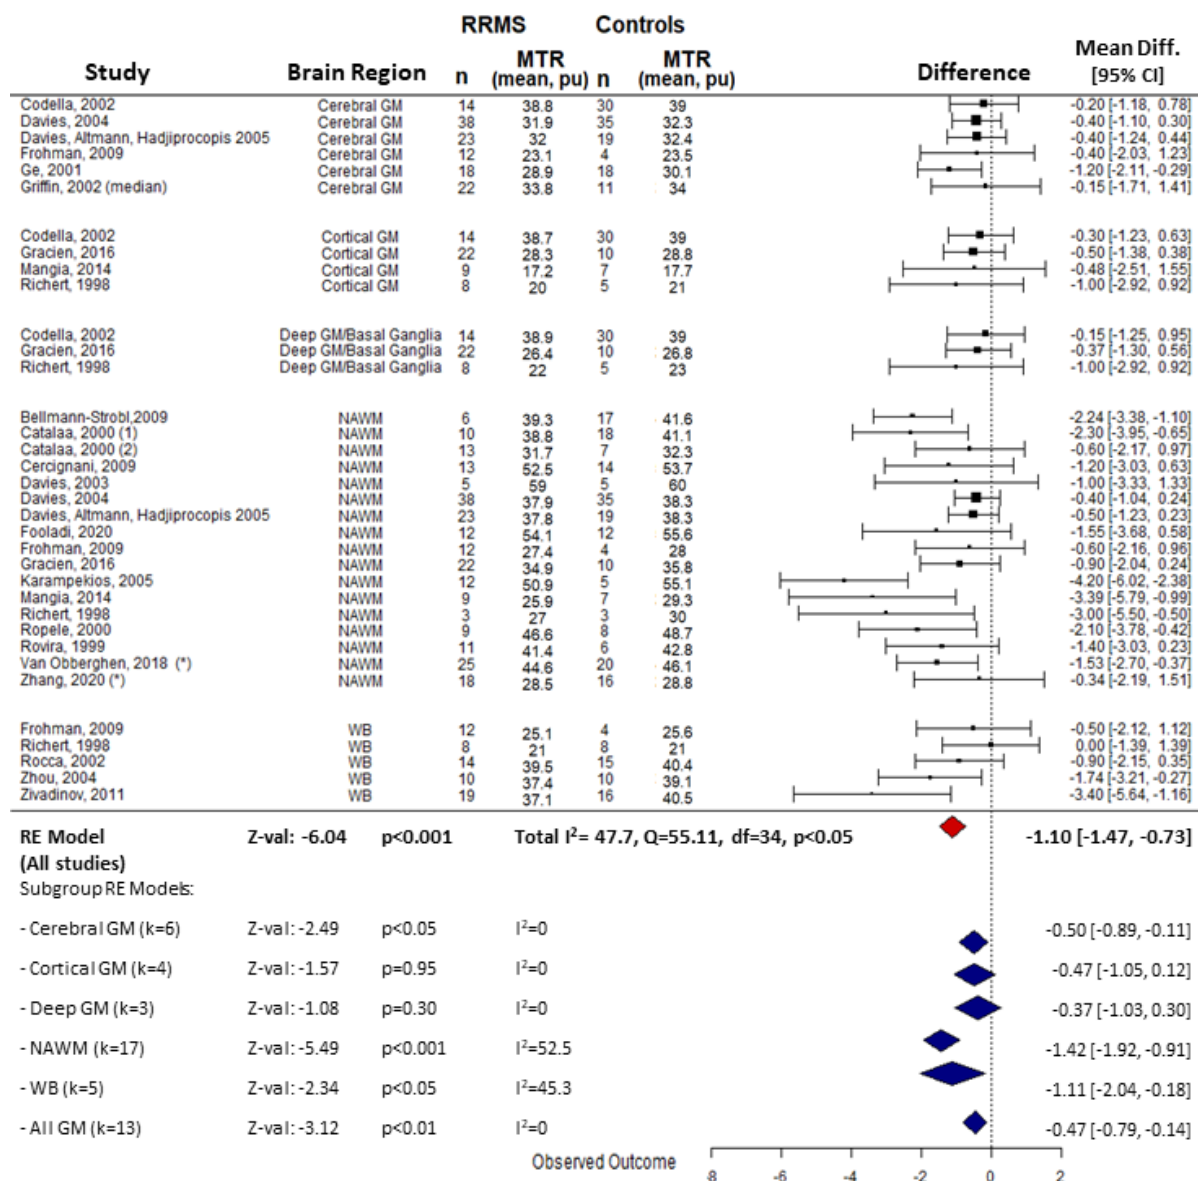 RRMS Controls
Study Brain Region n MTR (mean, pu) n MTR (mean, pu) Difference Mean Diff. [95% CI]
Codella, 2002 Cerebral GM 14 38.8 30 39 -0.20 [-1.18, 0.78]
Davies, 2004 Cerebral GM 38 31.9 35 32.3 -0.40 [-1.10, 0.30]
Davies, Altmann, Hadjiprocopis 2005 Cerebral GM 23 32 19 32.4 -0.40 [-1.24, 0.44]
Frohman, 2009 Cerebral GM 12 23.1 4 23.5 -0.40 [-2.03, 1.23]
Ge, 2001 Cerebral GM 18 28.9 18 30.1 -1.20 [-2.11, -0.29]
Griffin, 2002 (median) Cerebral GM 22 33.8 11 34 -0.15 [-1.71, 1.41]
Codella, 2002 Cortical GM 14 38.7 30 39 -0.30 [-1.23, 0.63]
Gracien, 2016 Cortical GM 22 28.3 10 28.8 -0.50 [-1.38, 0.38]
Mangia, 2014 Cortical GM 9 17.2 7 17.7 -0.48 [-2.51, 1.55]
Richert, 1998 Cortical GM 8 20 5 21 -1.00 [-2.92, 0.92]
Codella, 2002 Deep GM/Basal Ganglia 14 38.9 30 39 -0.15 [-1.25, 0.95]
Gracien, 2016 Deep GM/Basal Ganglia 22 26.4 10 26.8 -0.37 [-1.30, 0.56]
Richert, 1998 Deep GM/Basal Ganglia 8 22 5 23 -1.00 [-2.92, 0.92]
Bellmann-Strobl,2009 NAWM 6 39.3 17 41.6 -2.24 [-3.38, -1.10]
Catalaa, 2000 (1) NAWM 10 38.8 18 41.1 -2.30 [-3.95, -0.65]
Catalaa, 2000 (2) NAWM 13 31.7 7 32.3 -0.60 [-2.17, 0.97]
Cercignani, 2009 NAWM 13 52.5 14 53.7 -1.20 [-3.03, 0.63]
Davies, 2003 NAWM 5 59 5 60 -1.00 [-3.33, 1.33]
Davies, 2004 NAWM 38 37.9 35 38.3 -0.40 [-1.04, 0.24]
Davies, Altmann, Hadjiprocopis 2005 NAWM 23 37.8 19 38.3 -0.50 [-1.23, 0.23]
Fooladi, 2020 NAWM 12 54.1 12 55.6 -1.55 [-3.68, 0.58]
Frohman, 2009 NAWM 12 27.4 4 28 -0.60 [-2.16, 0.96]
Gracien, 2016 NAWM 22 34.9 10 35.8 -0.90 [-2.04, 0.24]
Karampekios, 2005 NAWM 12 50.9 5 55.1 -4.20 [-6.02, -2.38]
Mangia, 2014 NAWM 9 25.9 7 29.3 -3.39 [-5.79, -0.99]
Richert, 1998 NAWM 3 27 3 30 -3.00 [-5.50, -0.50]
Ropele, 2000 NAWM 9 46.6 8 48.7 -2.10 [-3.78, -0.42]
Rovira, 1999 NAWM 11 41.4 6 42.8 -1.40 [-3.03, 0.23]
Van Obberghen, 2018 (*) NAWM 25 44.6 20 46.1 -1.53 [-2.70, -0.37]
Zhang, 2020 (*) NAWM 18 28.5 16 28.8 -0.34 [-2.19, 1.51]
Frohman, 2009 WB 12 25.1 4 25.6 -0.50 [-2.12, 1.12]
Richert, 1998 WB 8 21 8 21 0.00 [-1.39, 1.39]
Rocca, 2002 WB 14 39.5 15 40.4 -0.90 [-2.15, 0.35]
Zhou, 2004 WB 10 37.4 10 39.1 -1.74 [-3.21, -0.27]
Zivadinov, 2011 WB 19 37.1 16 40.5 -3.40 [-5.64, -1.16]
RE Model Z-val: -6.04 p<0.001 Total I²= 47.7, Q=55.11, df=34, p<0.05 -1.10 [-1.47, -0.73]
(All studies)
Subgroup RE Models:
- Cerebral GM (k=6) Z-val: -2.49 p<0.05 I²=0 -0.50 [-0.89, -0.11]
- Cortical GM (k=4) Z-val: -1.57 p=0.95 I²=0 -0.47 [-1.05, 0.12]
- Deep GM (k=3) Z-val: -1.08 p=0.30 I²=0 -0.37 [-1.03, 0.30]
- NAWM (k=17) Z-val: -5.49 p<0.001 I²=52.5 -1.42 [-1.92, -0.91]
- WB (k=5) Z-val: -2.34 p<0.05 I²=45.3 -1.11 [-2.04, -0.18]
- All GM (k=13) Z-val: -3.12 p<0.01 I²=0 -0.47 [-0.79, -0.14]
Observed Outcome
-8 -6 -4 -2 0 2